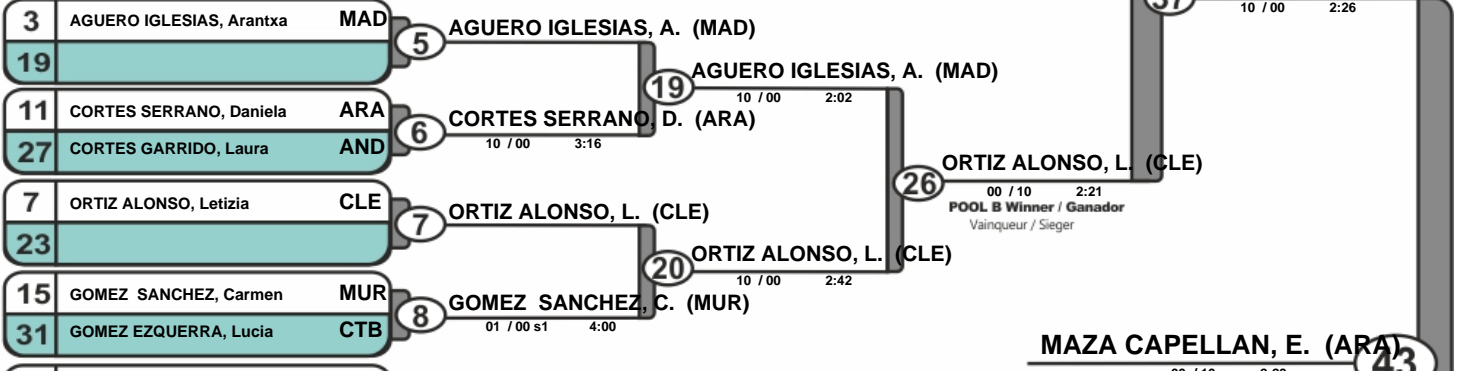 3 AGUERO IGLESIAS, Arantxa MAD
19
5 AGUERO IGLESIAS, A. (MAD)
11 CORTES SERRANO, Daniela ARA
27 CORTES GARRIDO, Laura AND
6 CORTES SERRANO, D. (ARA)
10 / 00 3:16
19 AGUERO IGLESIAS, A. (MAD)
10 / 00 2:02
7 ORTIZ ALONSO, Letizia CLE
23
7 ORTIZ ALONSO, L. (CLE)
15 GOMEZ SANCHEZ, Carmen MUR
31 GOMEZ EZQUERRA, Lucia CTB
8 GOMEZ SANCHEZ, C. (MUR)
01 / 00 s1 4:00
20 ORTIZ ALONSO, L. (CLE)
10 / 00 2:42
26 ORTIZ ALONSO, L. (CLE)
00 / 10 2:21
POOL B Winner / Ganador
Vainqueur / Sieger
37
10 / 00 2:26
MAZA CAPELLAN, E. (ARA)
43